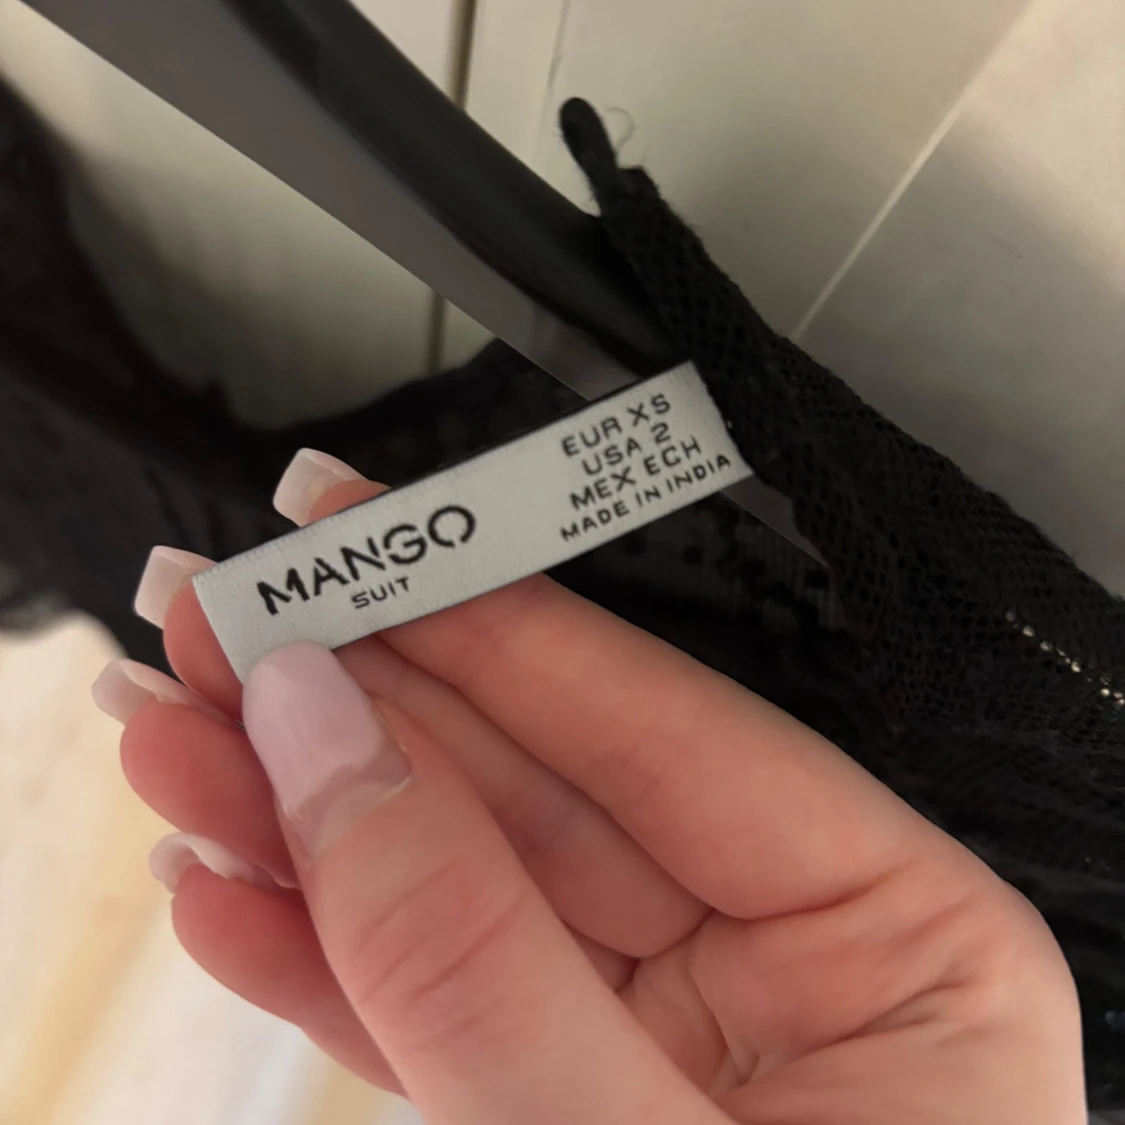 MANGO
SUIT
EUR XS
USA 2
MEX ECH
MADE IN INDIA